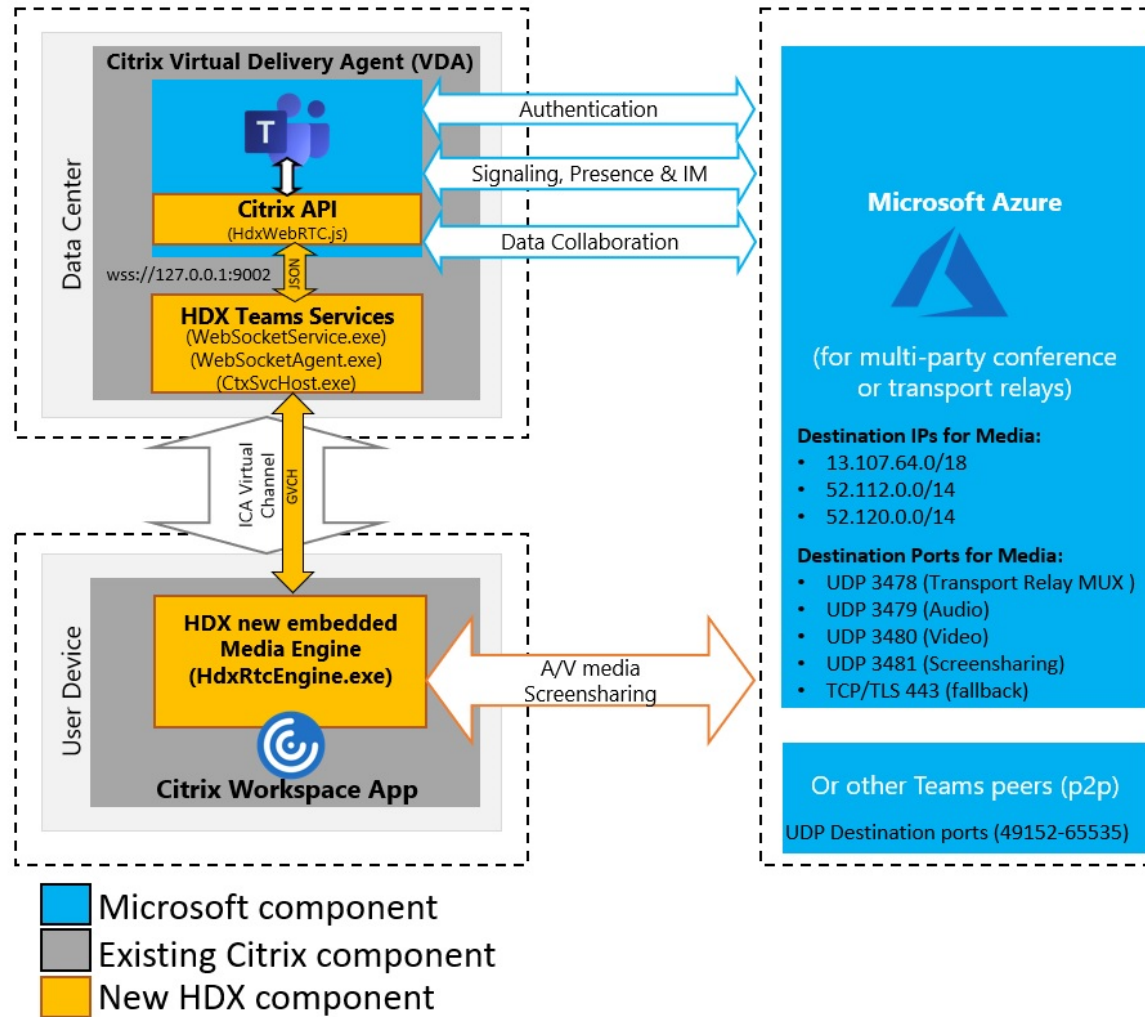 Data Center
Citrix Virtual Delivery Agent (VDA)
T
Citrix API
(HdxWebRTC.js)
wss://127.0.0.1:9002
JSON
HDX Teams Services
(WebSocketService.exe)
(WebSocketAgent.exe)
(CtxSvcHost.exe)
Authentication
Signaling, Presence & IM
Data Collaboration
ICA Virtual
Channel
GVCH
User Device
HDX new embedded
Media Engine
(HdxRtcEngine.exe)
Citrix Workspace App
A/V media
Screensharing
Microsoft Azure
(for multi-party conference
or transport relays)
Destination IPs for Media:
• 13.107.64.0/18
• 52.112.0.0/14
• 52.120.0.0/14
Destination Ports for Media:
• UDP 3478 (Transport Relay MUX )
• UDP 3479 (Audio)
• UDP 3480 (Video)
• UDP 3481 (Screensharing)
• TCP/TLS 443 (fallback)
Or other Teams peers (p2p)
UDP Destination ports (49152-65535)
Microsoft component
Existing Citrix component
New HDX component